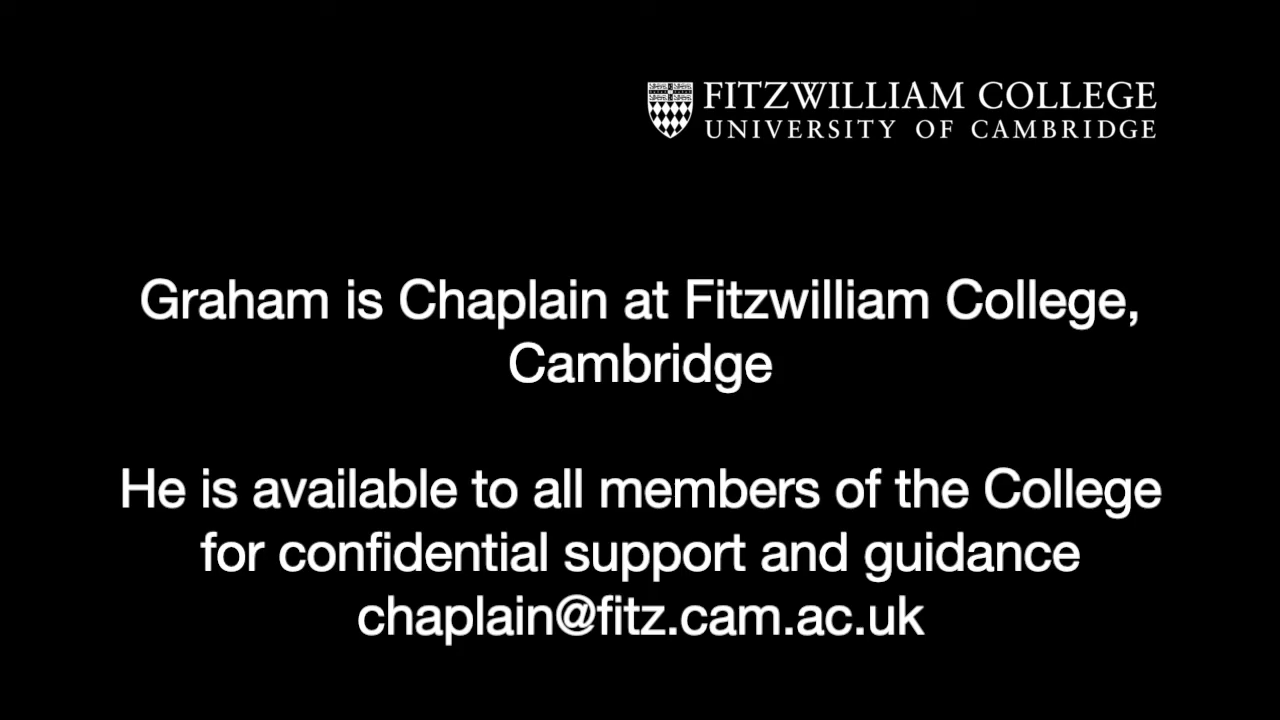 FITZWILLIAM COLLEGE
UNIVERSITY OF CAMBRIDGE
Graham is Chaplain at Fitzwilliam College,
Cambridge
He is available to all members of the College
for confidential support and guidance
chaplain@fitz.cam.ac.uk